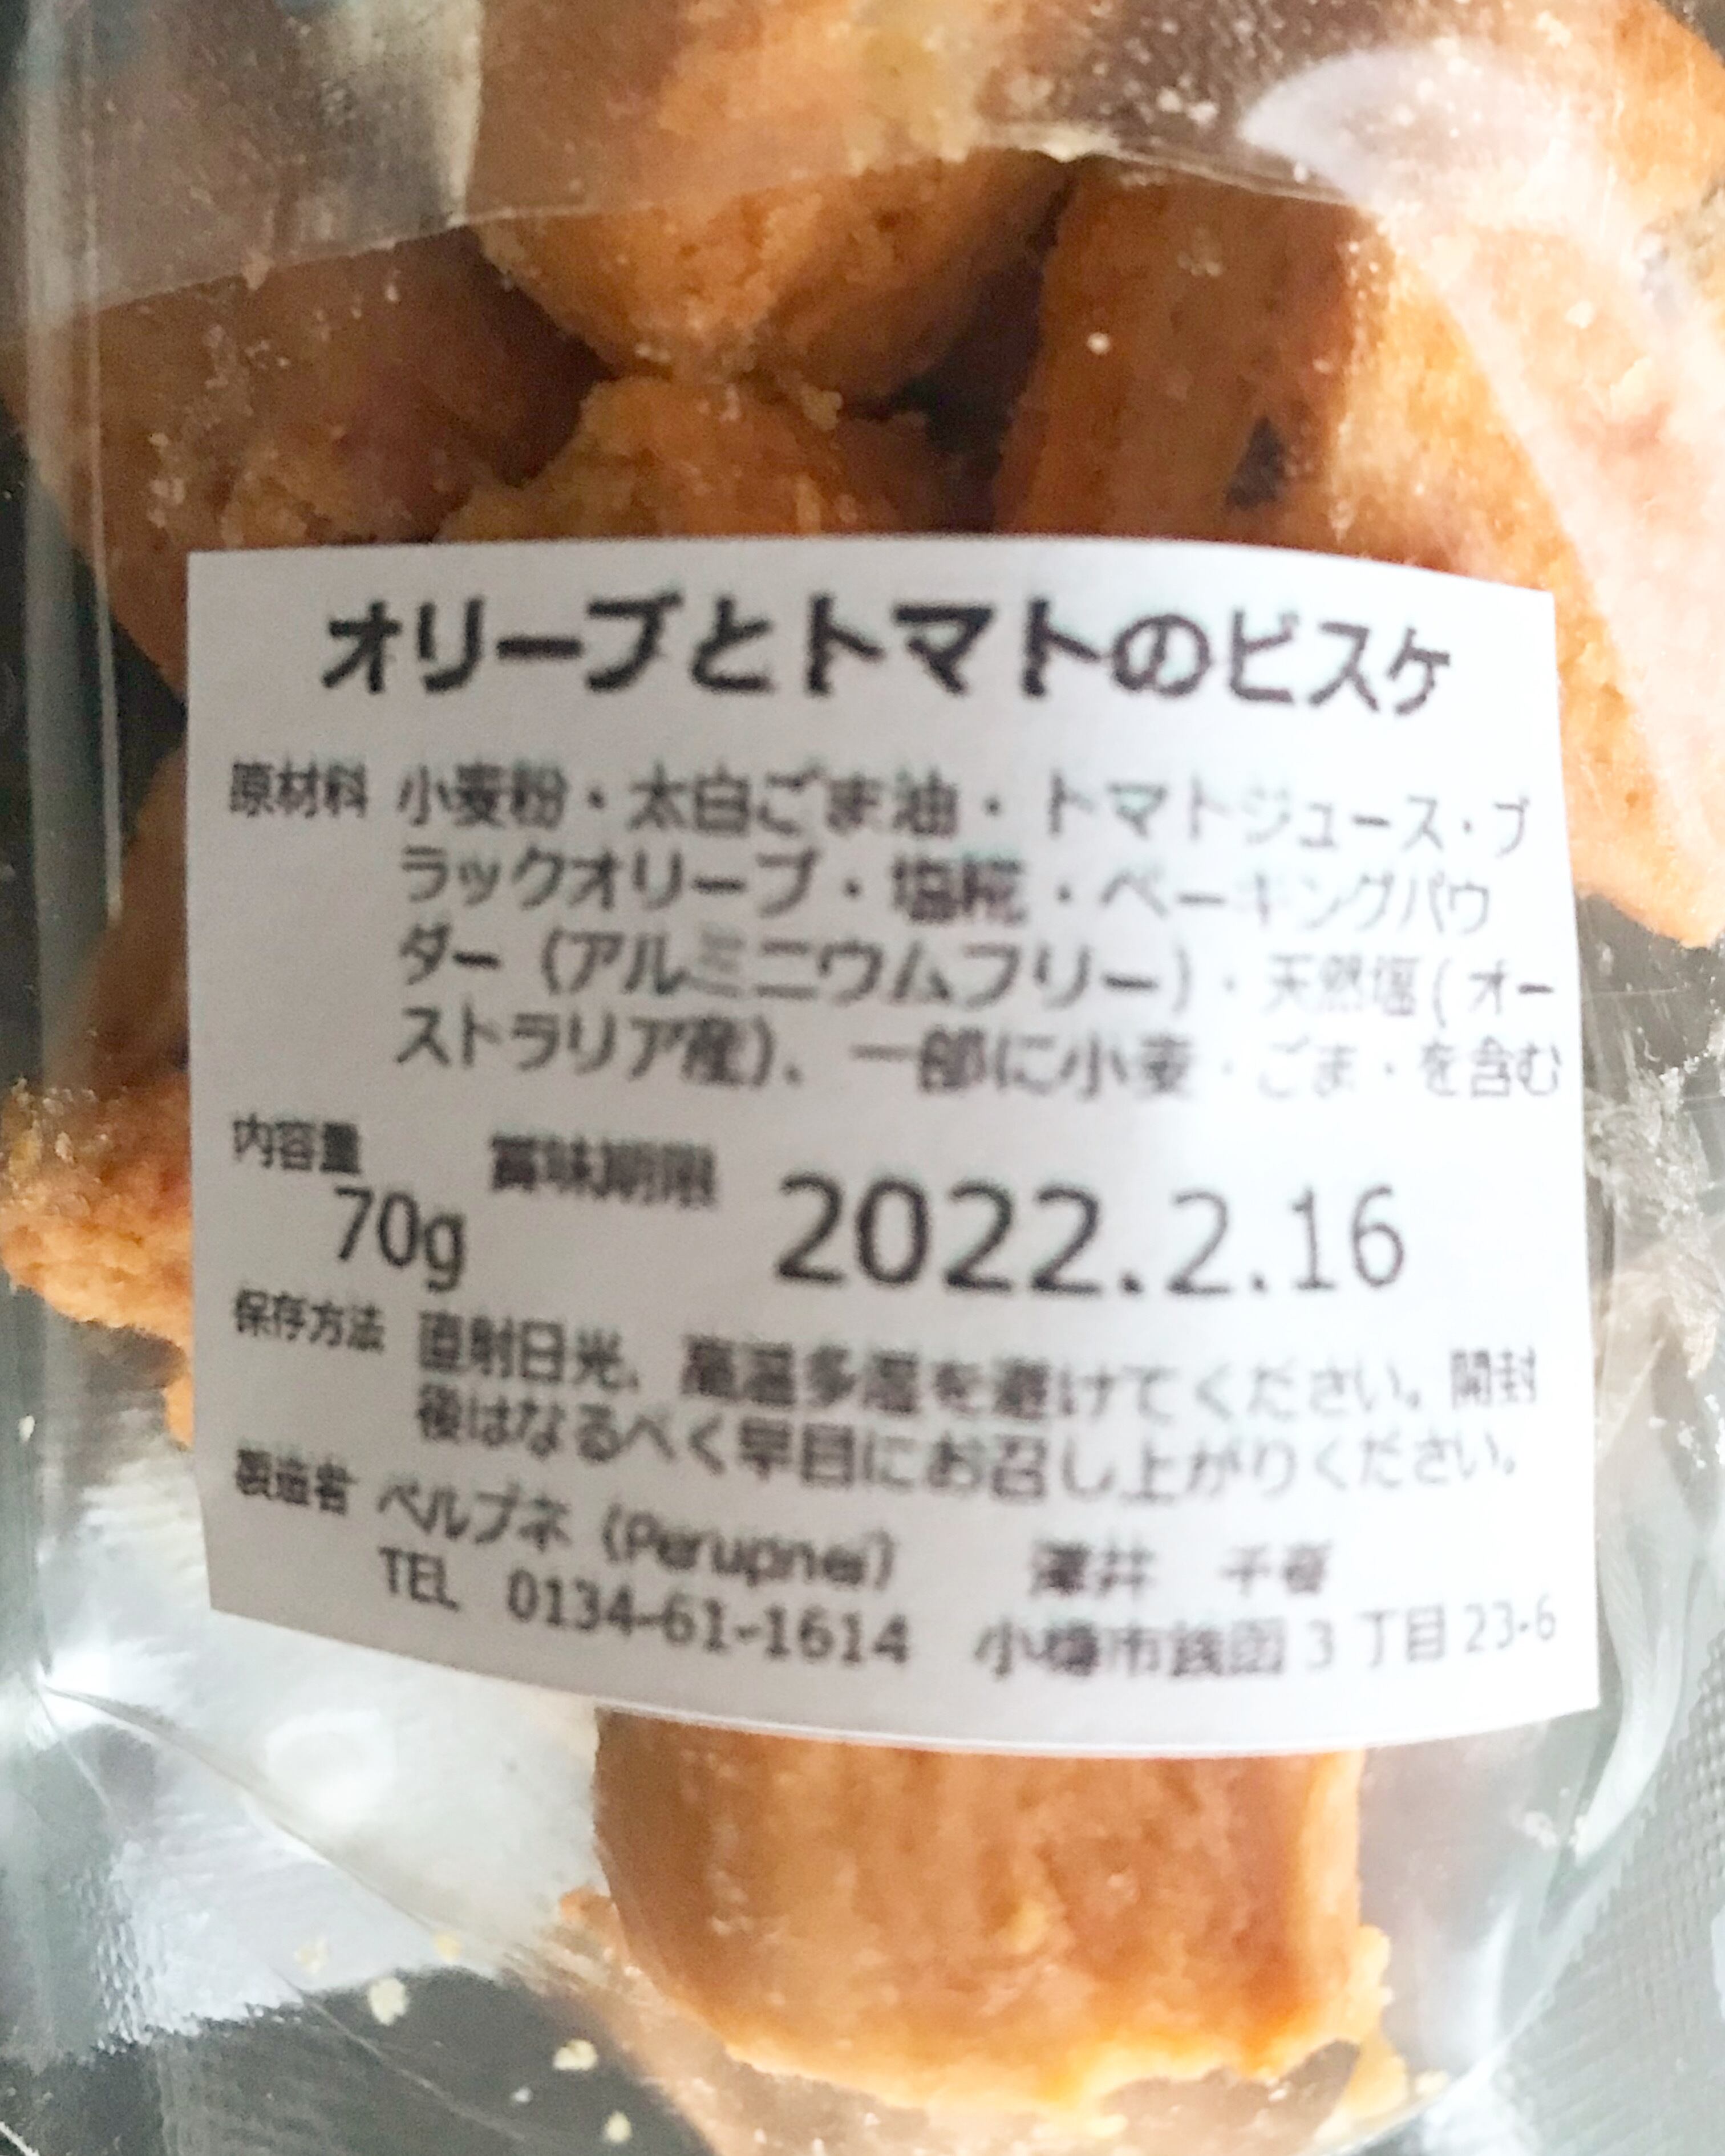 オリーブとトマトのビスケ
原材料 小麦粉・太白ごま油・トマトジュース・ブ
ラックオリーブ・塩糀・ベーキングパウ
ダー（アルミニウムフリー）・天然塩(オー
ストラリア産)、一部に小麦・ごま・を含む
内容量 賞味期限
70g 2022.2.16
保存方法 直射日光、高温多湿を避けてください。開封
後はなるべく早目にお召し上がりください。
製造者 ペルプネ（Perupnei） 薄井 千春
TEL 0134-61-1614 小樽市銭函3丁目23-6